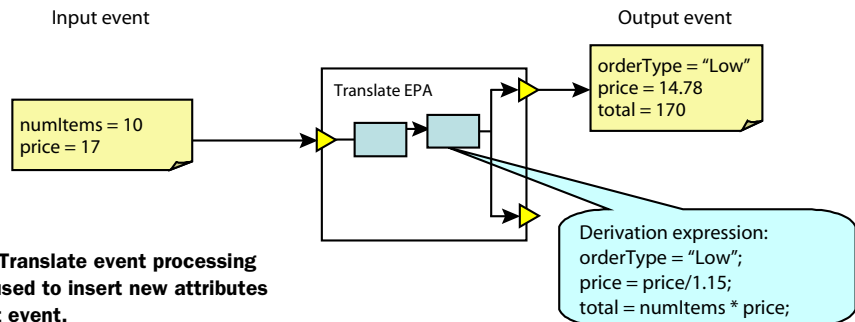 Input event
Output event
Translate EPA
orderType = “Low”
price = 14.78
total = 170
numItems = 10
price = 17
Derivation expression:
orderType = “Low”;
price = price/1.15;
total = numItems * price;
Translate event processing
used to insert new attributes
event.